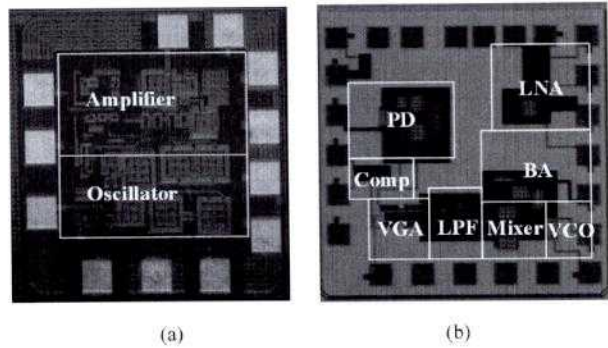 Amplifier
Oscillator
(a)
LNA
PD
BA
Comp
VGA LPF Mixer VCO
(b)